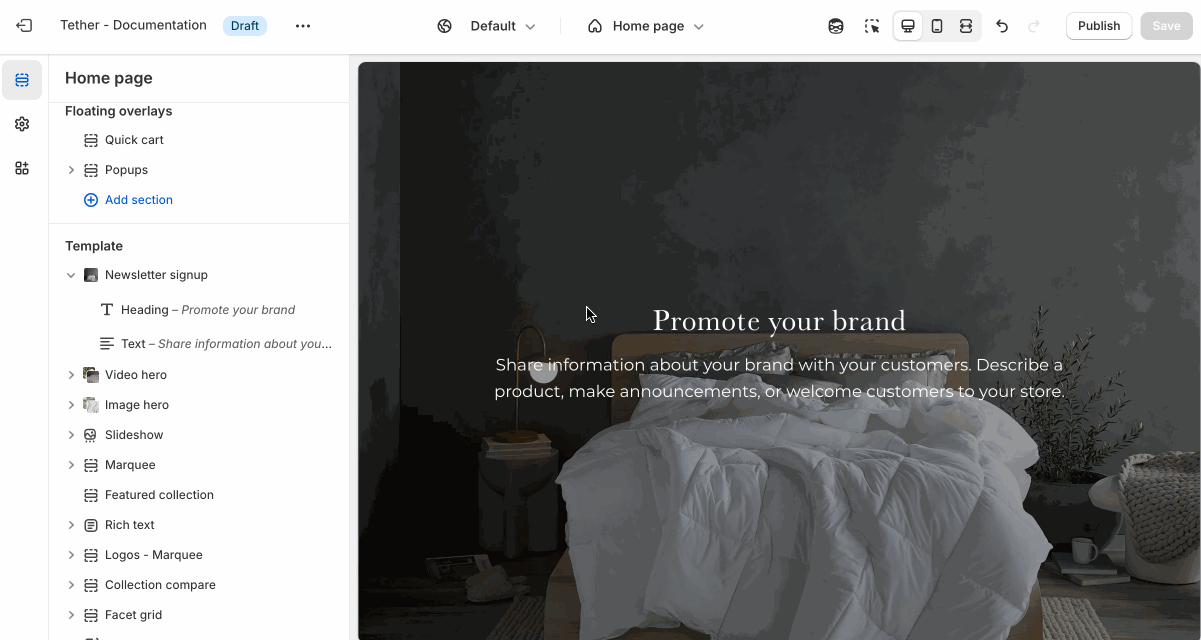 Tether - Documentation
Draft
Default
Home page
Publish
Save
Home page
Floating overlays
Quick cart
Popups
Add section
Template
Newsletter signup
Heading – Promote your brand
Text – Share information about you...
Video hero
Image hero
Slideshow
Marquee
Featured collection
Rich text
Logos - Marquee
Collection compare
Facet grid
Promote your brand
Share information about your brand with your customers. Describe a
product, make announcements, or welcome customers to your store.